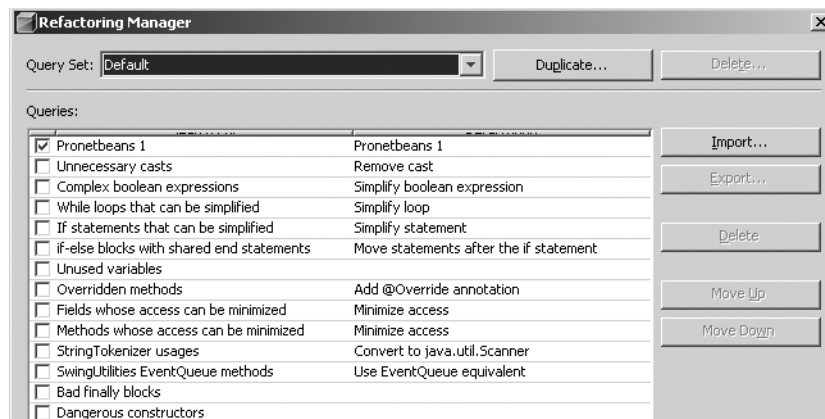 Refactoring Manager
Query Set: Default Duplicate... Delete...
Queries:
Pronetbeans 1 Pronetbeans 1 Import...
Unnecessary casts Remove cast
Complex boolean expressions Simplify boolean expression Export...
While loops that can be simplified Simplify loop
If statements that can be simplified Simplify statement
if-else blocks with shared end statements Move statements after the if statement Delete
Unused variables
Overridden methods Add @Override annotation Move Up
Fields whose access can be minimized Minimize access
Methods whose access can be minimized Minimize access Move Down
StringTokenizer usages Convert to java.util.Scanner
SwingUtilities EventQueue methods Use EventQueue equivalent
Bad finally blocks
Dangerous constructors